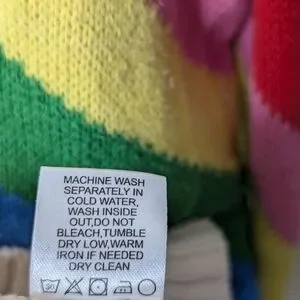 MACHINE WASH
SEPARATELY IN
COLD WATER,
WASH INSIDE
OUT,DO NOT
BLEACH,TUMBLE
DRY LOW,WARM
IRON IF NEEDED
DRY CLEAN